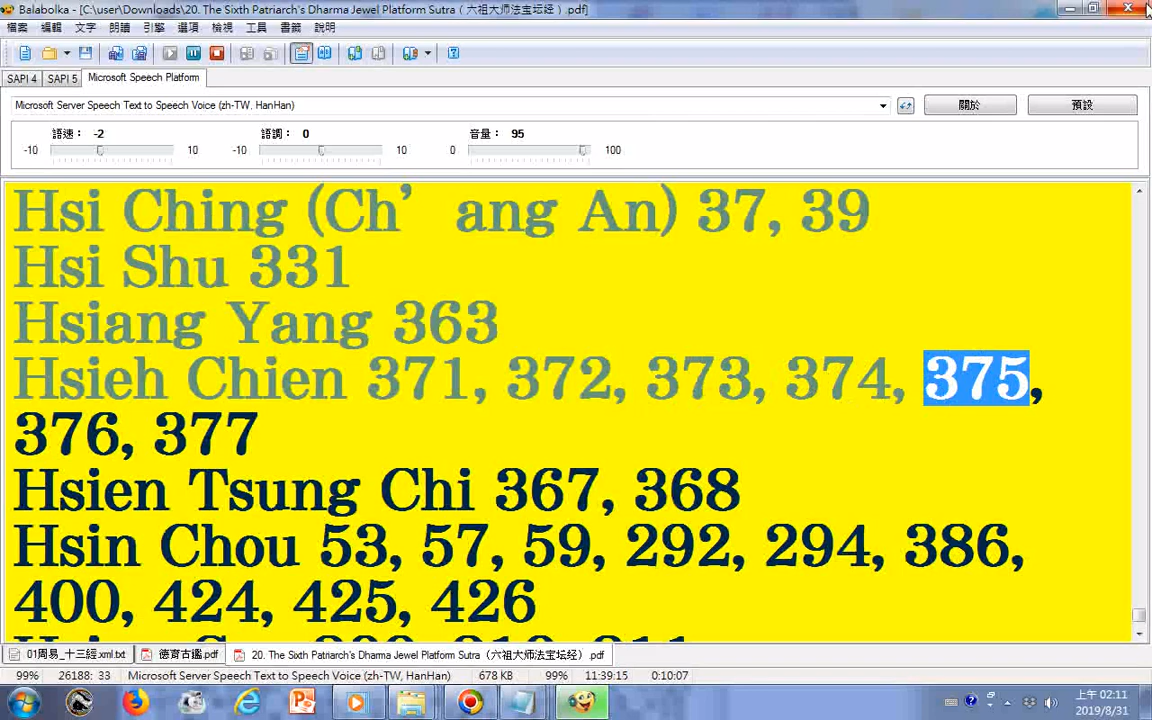 Balabolka - [C:\user\Downloads\20. The Sixth Patriarch's Dharma Jewel Platform Sutra（六祖大师法宝坛经）.pdf]
檔案 編輯 文字 朗讀 引擎 選項 檢視 工具 書籤 說明
SAPI 4 SAPI 5 Microsoft Speech Platform
Microsoft Server Speech Text to Speech Voice (zh-TW, HanHan) 關於 預設
語速： -2 語調： 0 音量： 95
-10 10 -10 10 0 100
Hsi Ching (Ch’ang An) 37, 39
Hsi Shu 331
Hsiang Yang 363
Hsieh Chien 371, 372, 373, 374, 375,
376, 377
Hsien Tsung Chi 367, 368
Hsin Chou 53, 57, 59, 292, 294, 386,
400, 424, 425, 426
01周易_十三經.xml.txt 德育古鑑.pdf 20. The Sixth Patriarch's Dharma Jewel Platform Sutra（六祖大师法宝坛经）.pdf
99% 26188: 33 Microsoft Server Speech Text to Speech Voice (zh-TW, HanHan) 678 KB 99% 11:39:15 0:10:07
上午 02:11
2019/8/31